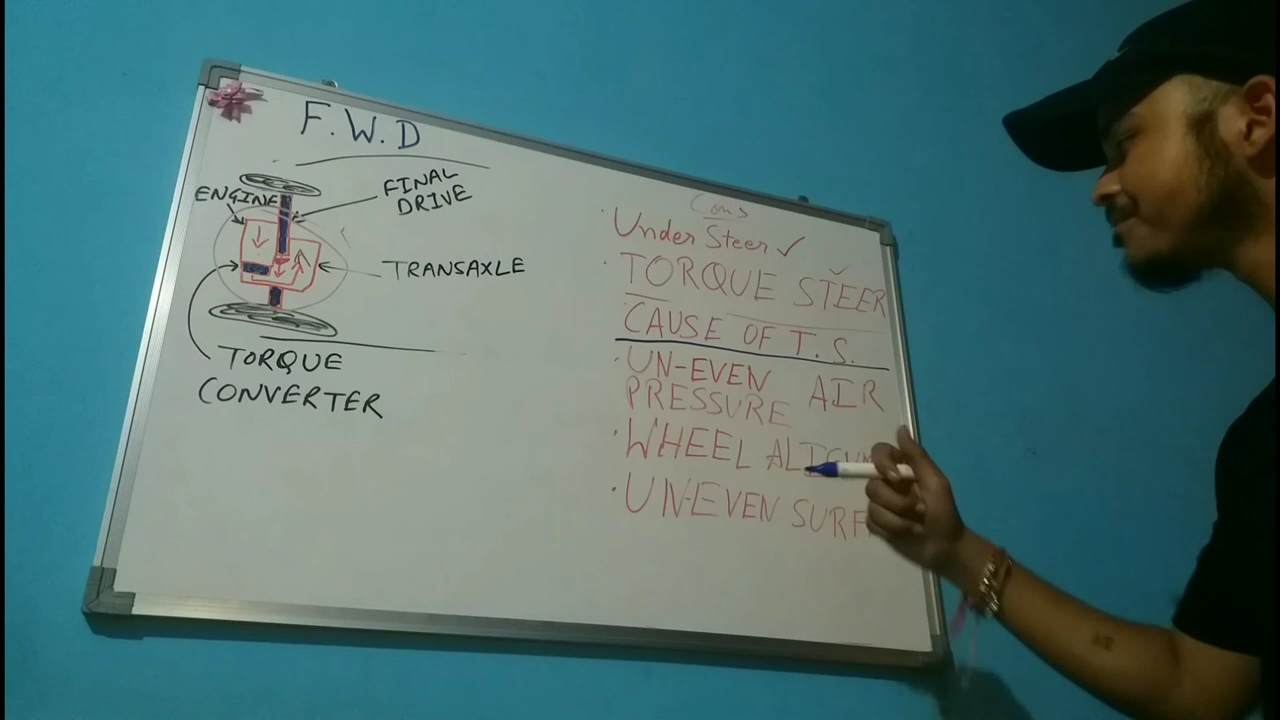 F.W.D
ENGINE
FINAL
DRIVE
TRANSAXLE
TORQUE
CONVERTER
Cons
Under Steer ✓
TORQUE STEER
CAUSE OF T.S.
UN-EVEN AIR
PRESSURE
WHEEL
UN-EVEN